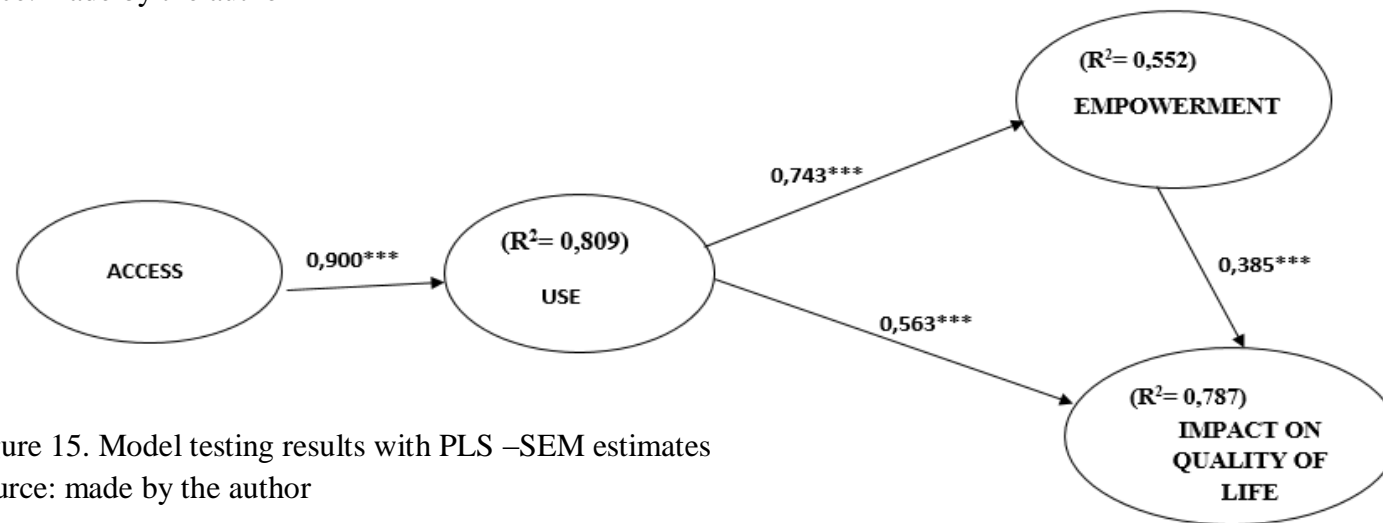 (R²= 0,552)
EMPOWERMENT
0,743***
(R²= 0,809)
USE
0,900***
ACCESS
0,385***
0,563***
(R²= 0,787)
IMPACT ON
QUALITY OF
LIFE
ure 15. Model testing results with PLS –SEM estimates
urce: made by the author